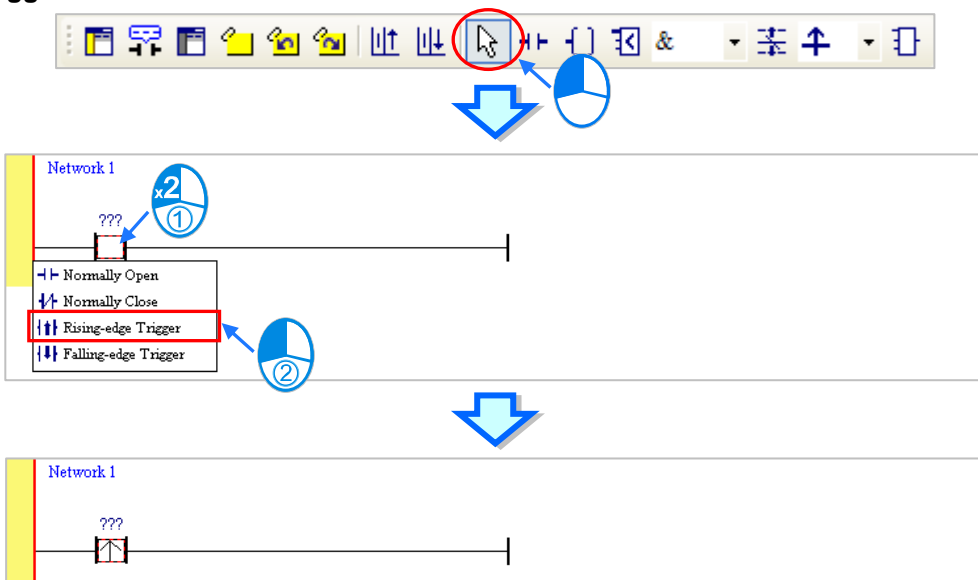 &
Network 1
x2
①
???
Normally Open
Normally Close
Rising-edge Trigger
Falling-edge Trigger
②
Network 1
???